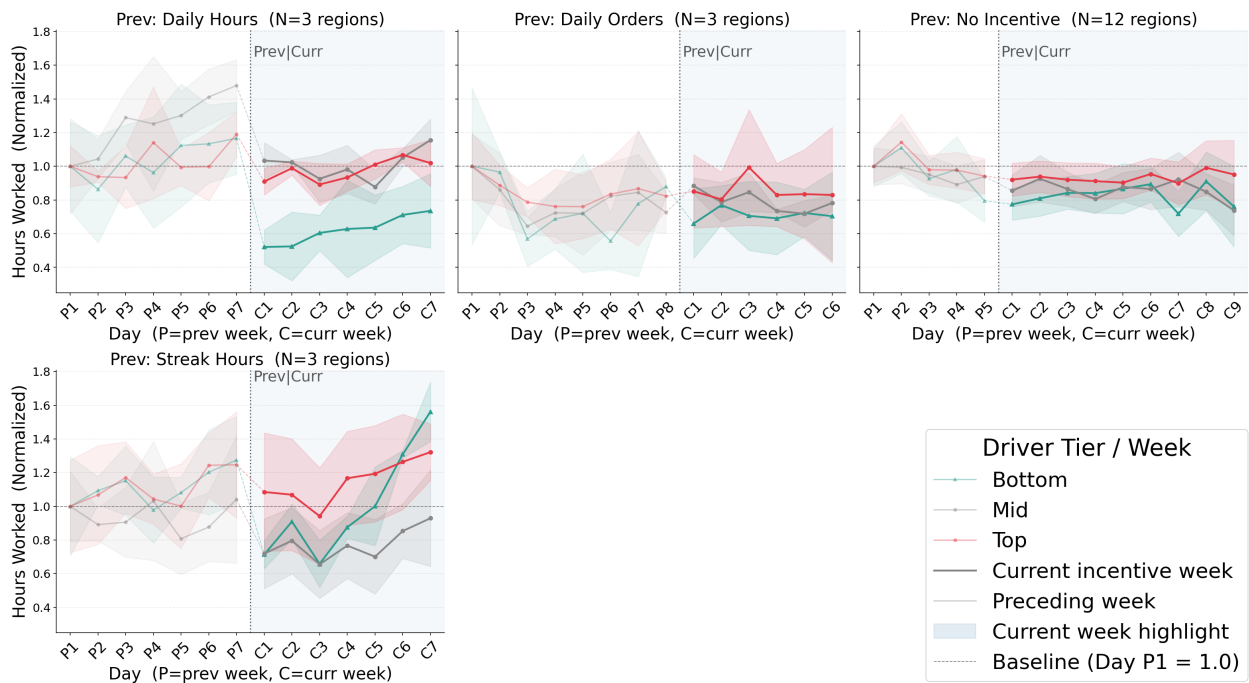 Prev: Daily Hours (N=3 regions)
Prev: Daily Orders (N=3 regions)
Prev: No Incentive (N=12 regions)
Hours Worked (Normalized)
1.8
1.6
1.4
1.2
1.0
0.8
0.6
0.4
Prev|Curr
Prev|Curr
Prev|Curr
P1 P2 P3 P4 P5 P6 P7 C1 C2 C3 C4 C5 C6 C7
P1 P2 P3 P4 P5 P6 P7 P8 C1 C2 C3 C4 C5 C6
P1 P2 P3 P4 P5 C1 C2 C3 C4 C5 C6 C7 C8 C9
Day (P=prev week, C=curr week)
Day (P=prev week, C=curr week)
Day (P=prev week, C=curr week)
Prev: Streak Hours (N=3 regions)
Hours Worked (Normalized)
1.8
1.6
1.4
1.2
1.0
0.8
0.6
0.4
Prev|Curr
P1 P2 P3 P4 P5 P6 P7 C1 C2 C3 C4 C5 C6 C7
Day (P=prev week, C=curr week)
Driver Tier / Week
Bottom
Mid
Top
Current incentive week
Preceding week
Current week highlight
Baseline (Day P1 = 1.0)